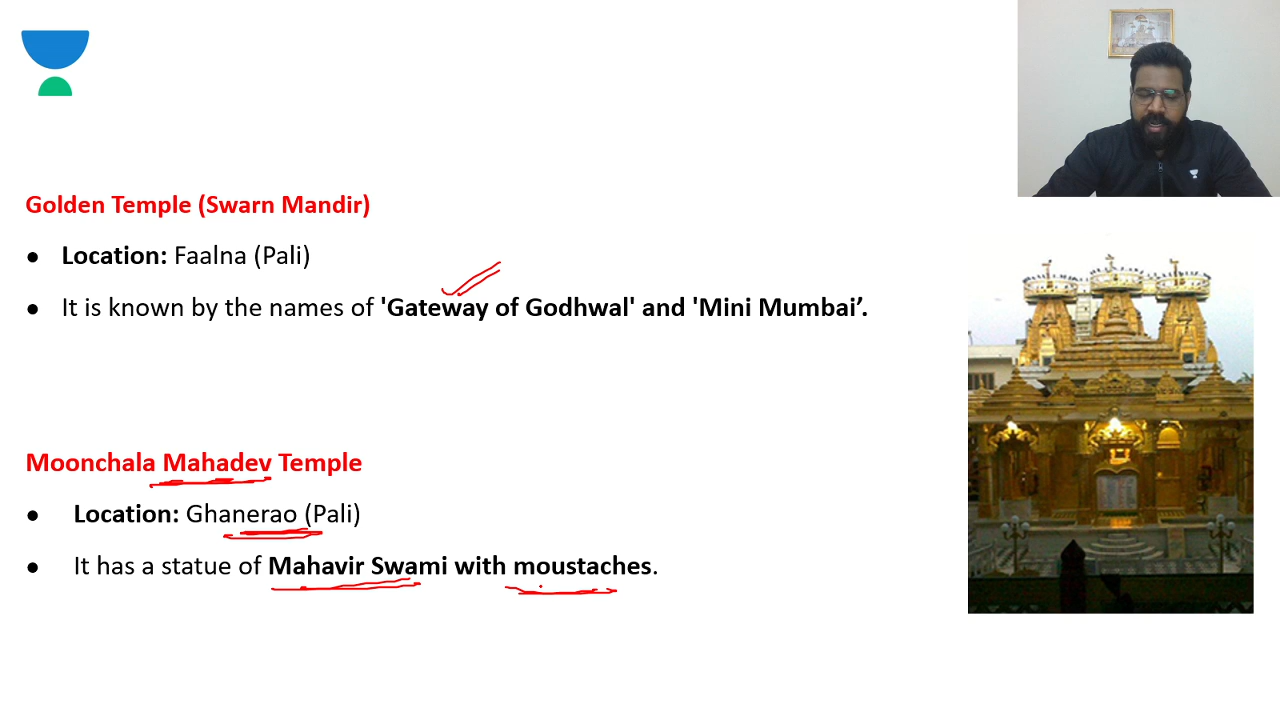 Golden Temple (Swarn Mandir)
● Location: Faalna (Pali)
● It is known by the names of 'Gateway of Godhwal' and 'Mini Mumbai’.
Moonchala Mahadev Temple
● Location: Ghanerao (Pali)
● It has a statue of Mahavir Swami with moustaches.